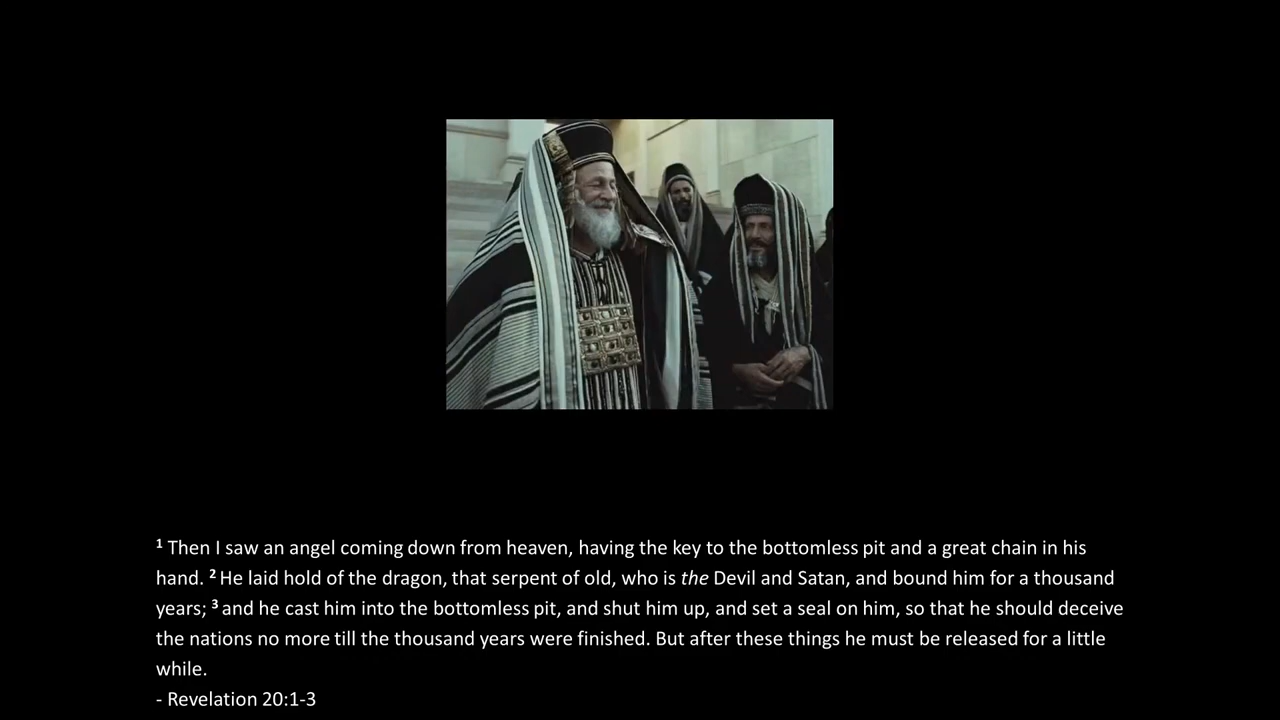 ¹ Then I saw an angel coming down from heaven, having the key to the bottomless pit and a great chain in his
hand. ² He laid hold of the dragon, that serpent of old, who is the Devil and Satan, and bound him for a thousand
years; ³ and he cast him into the bottomless pit, and shut him up, and set a seal on him, so that he should deceive
the nations no more till the thousand years were finished. But after these things he must be released for a little
while.
- Revelation 20:1-3